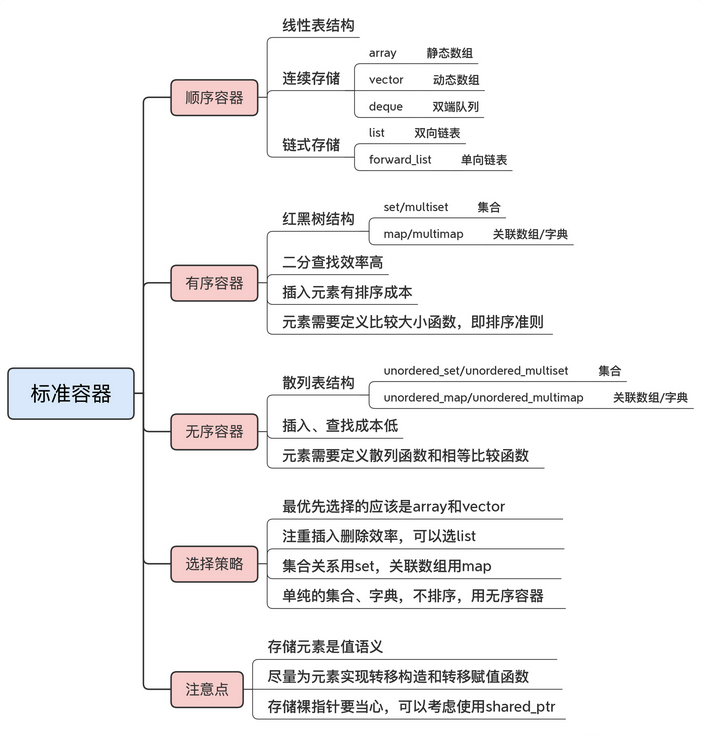 标准容器
顺序容器
线性表结构
连续存储
array 静态数组
vector 动态数组
deque 双端队列
链式存储
list 双向链表
forward_list 单向链表
有序容器
红黑树结构
set/multiset 集合
map/multimap 关联数组/字典
二分查找效率高
插入元素有排序成本
元素需要定义比较大小函数，即排序准则
无序容器
散列表结构
unordered_set/unordered_multiset 集合
unordered_map/unordered_multimap 关联数组/字典
插入、查找成本低
元素需要定义散列函数和相等比较函数
选择策略
最优先选择的应该是array和vector
注重插入删除效率，可以选list
集合关系用set，关联数组用map
单纯的集合、字典，不排序，用无序容器
注意点
存储元素是值语义
尽量为元素实现转移构造和转移赋值函数
存储裸指针要当心，可以考虑使用shared_ptr